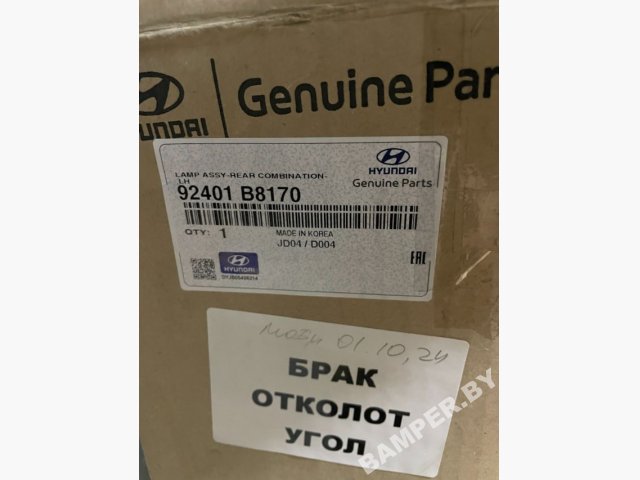 HYUNDAI
Genuine Par
LAMP ASSY-REAR COMBINATION-
LH
92401 B8170
HYUNDAI
Genuine Parts
QTY: 1
MADE IN KOREA
JD04 / D004
EAC
HYUNDAI
01.10,24
БРАК
ОТКОЛОТ
УГОЛ
BAMPER.BY